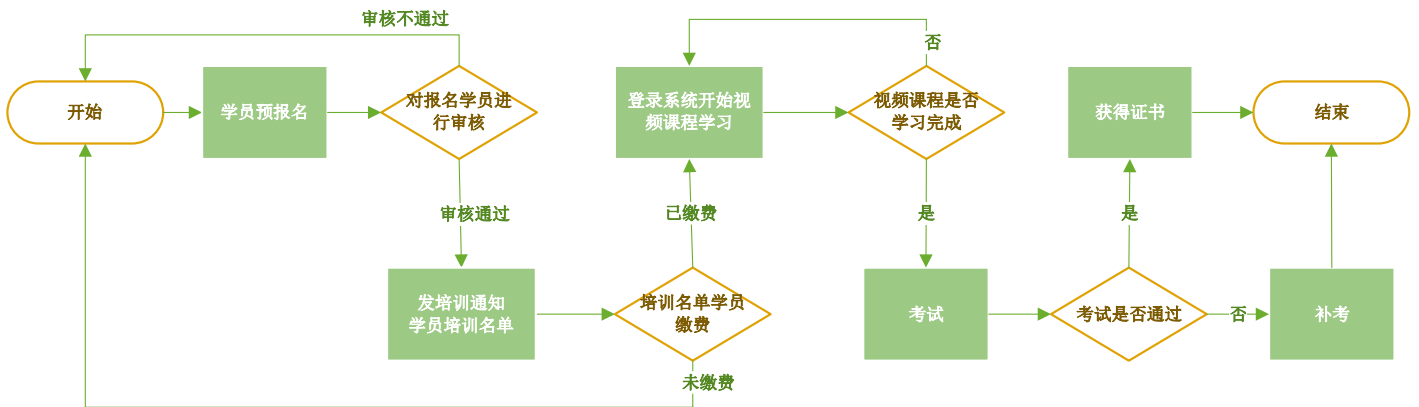 审核不通过
开始
学员预报名
对报名学员进
行审核
审核通过
发培训通知
学员培训名单
培训名单学员
缴费
未缴费
已缴费
登录系统开始视
频课程学习
视频课程是否
学习完成
否
是
考试
考试是否通过
是
否
获得证书
补考
结束